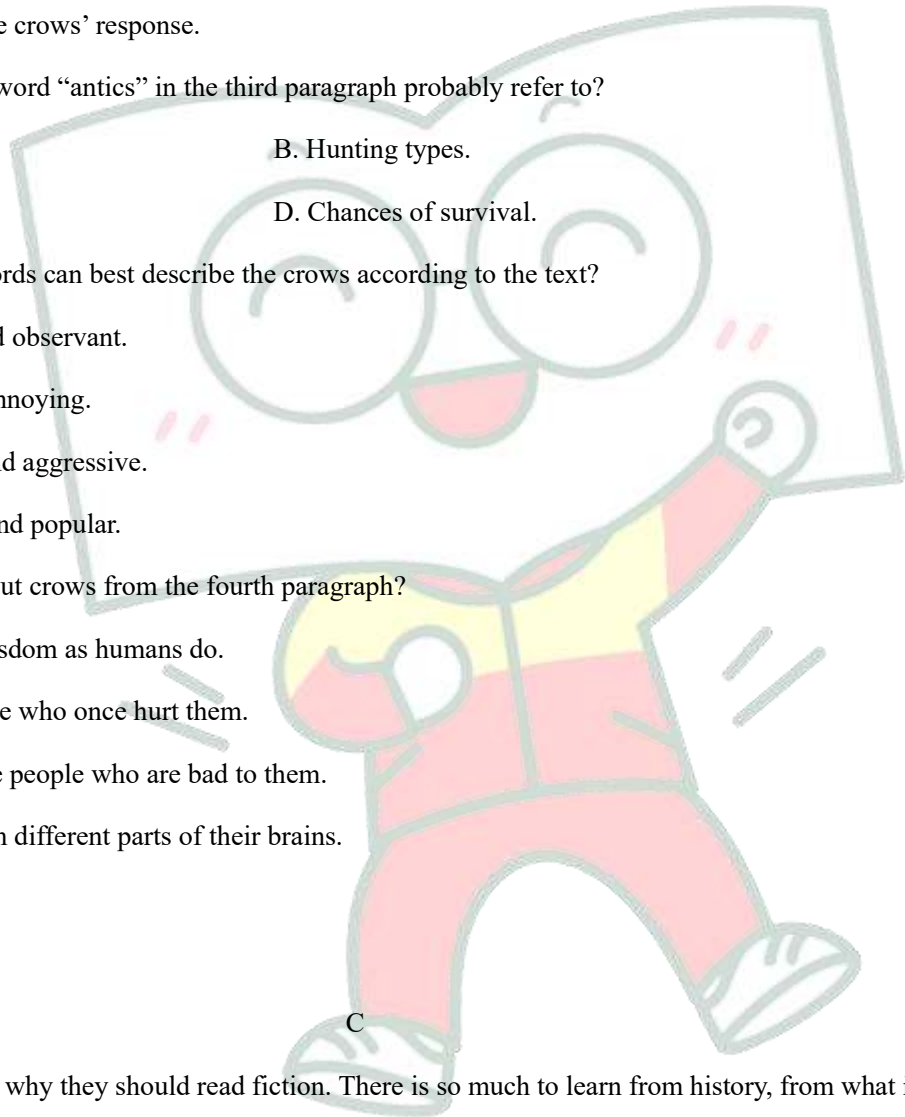 e crows’ response.
word “antics” in the third paragraph probably refer to?
B. Hunting types.
D. Chances of survival.
ords can best describe the crows according to the text?
d observant.
nnoying.
d aggressive.
nd popular.
ut crows from the fourth paragraph?
sdom as humans do.
e who once hurt them.
e people who are bad to them.
n different parts of their brains.
C
why they should read fiction. There is so much to learn from history, from what i